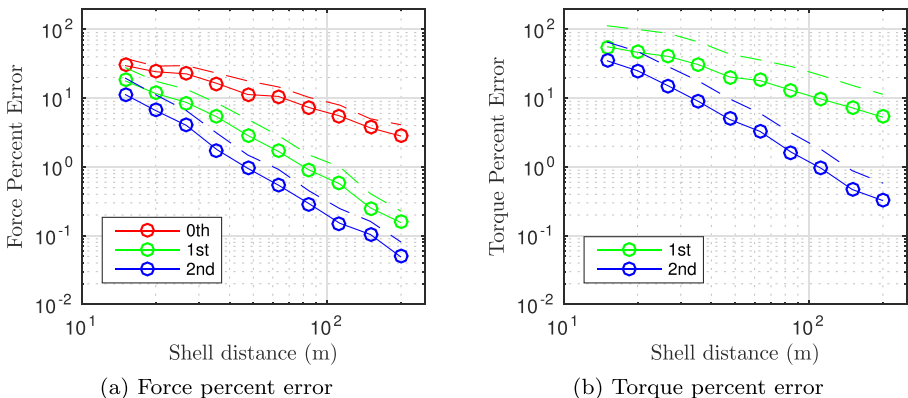 Force Percent Error
10^2
10^1
10^0
10^-1
10^-2
0th
1st
2nd
10^1
10^2
Shell distance (m)
(a) Force percent error
Torque Percent Error
10^2
10^1
10^0
10^-1
10^-2
1st
2nd
10^1
10^2
Shell distance (m)
(b) Torque percent error